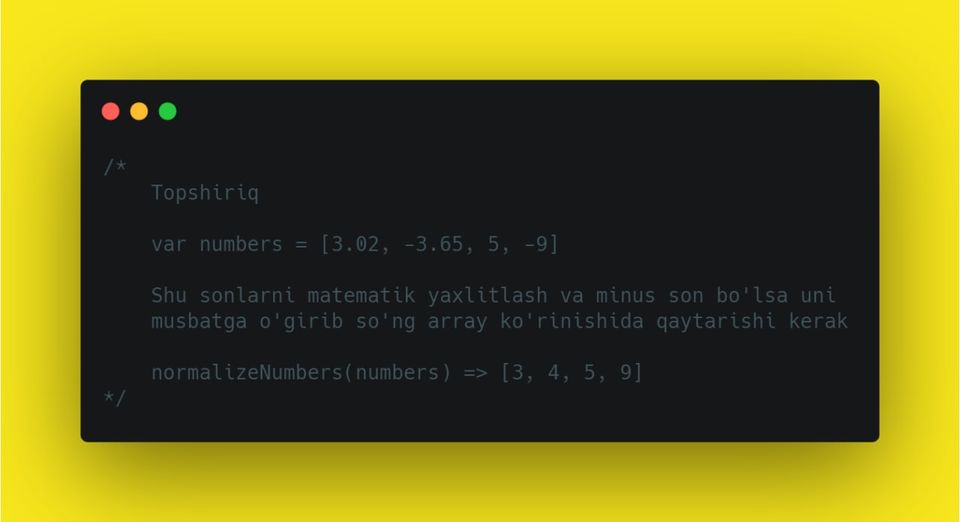 /*
Topshiriq
var numbers = [3.02, -3.65, 5, -9]
Shu sonlarni matematik yaxlitlash va minus son bo'lsa uni
musbatga o'girib so'ng array ko'rinishida qaytarishi kerak
normalizeNumbers(numbers) => [3, 4, 5, 9]
*/